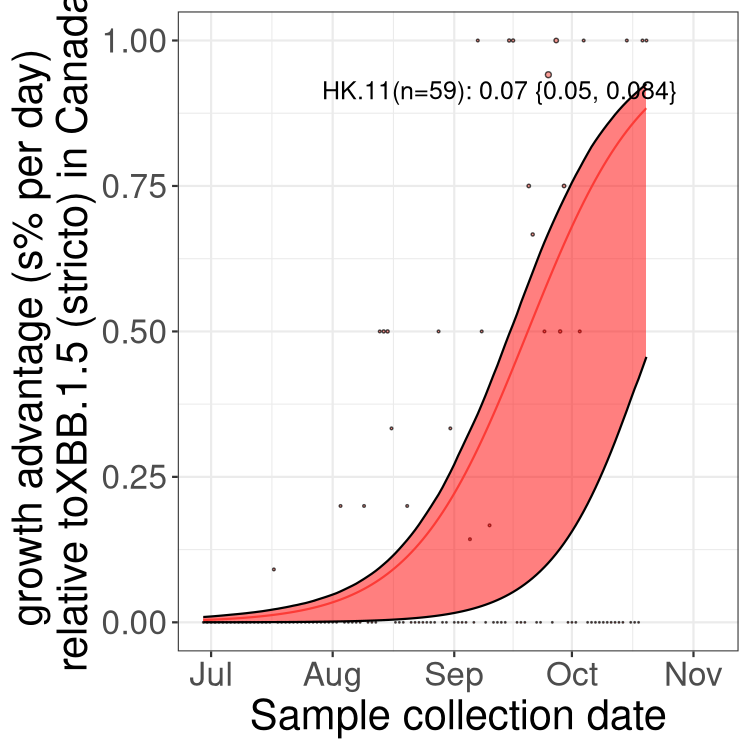 growth advantage (s% per day)
relative toXBB.1.5 (stricto) in Canada
1.00
HK.11(n=59): 0.07 {0.05, 0.084}
0.75
0.50
0.25
0.00
Jul Aug Sep Oct Nov
Sample collection date